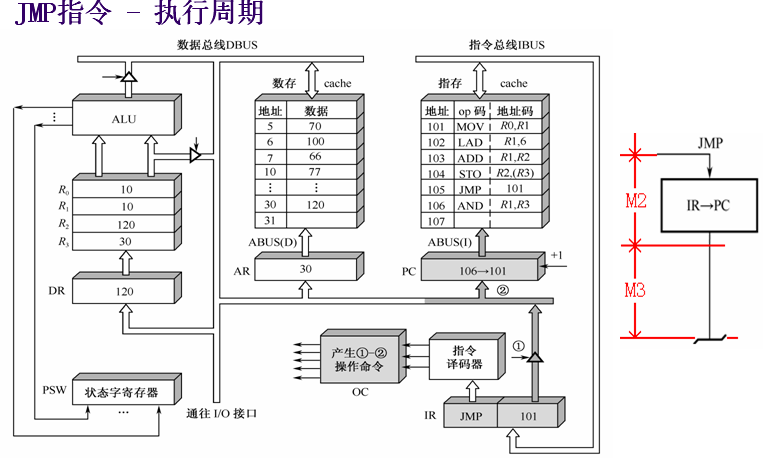 JMP指令 – 执行周期
数据总线DBUS
指令总线IBUS
数存 cache
指存 cache
ALU
地址 数据
5 70
6 100
7 66
10 77
⋮ ⋮
30 120
31
地址 op 码 地址码
101 MOV R0,R1
102 LAD R1,6
103 ADD R1,R2
104 STO R2,(R3)
105 JMP 101
106 AND R1,R3
107
R0 10
R1 10
R2 120
R3 30
ABUS(D)
ABUS(I)
AR 30
PC 106→101
+1
②
DR 120
①
产生①–②
操作命令
OC
指令
译码器
PSW 状态字寄存器
…
通往 I/O 接口
IR JMP 101
JMP
M2
IR→PC
M3